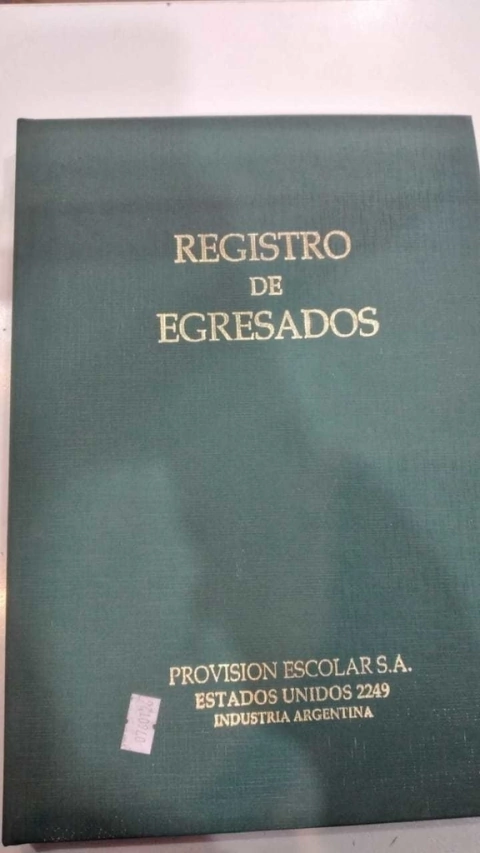 REGISTRO
DE
EGRESADOS
PROVISION ESCOLAR S.A.
ESTADOS UNIDOS 2249
INDUSTRIA ARGENTINA